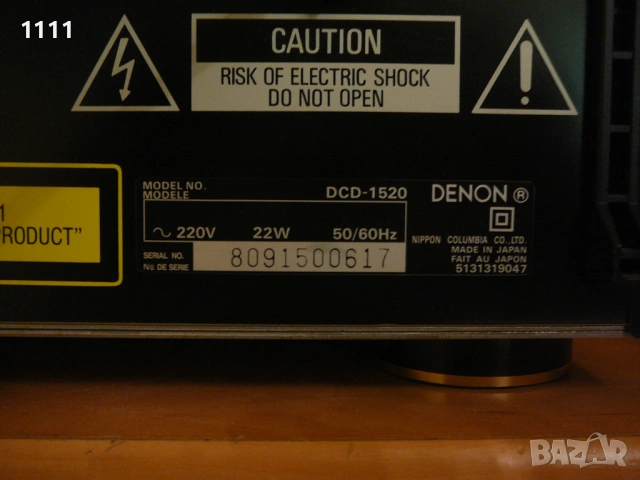 1111
CAUTION
RISK OF ELECTRIC SHOCK
DO NOT OPEN
1
PRODUCT"
MODEL NO.
MODELE
DCD-1520
~ 220V 22W 50/60Hz
SERIAL NO.
No DE SERIE
8091500617
DENON ®
NIPPON COLUMBIA CO., LTD.
MADE IN JAPAN
FAIT AU JAPON
5131319047
BAZAR